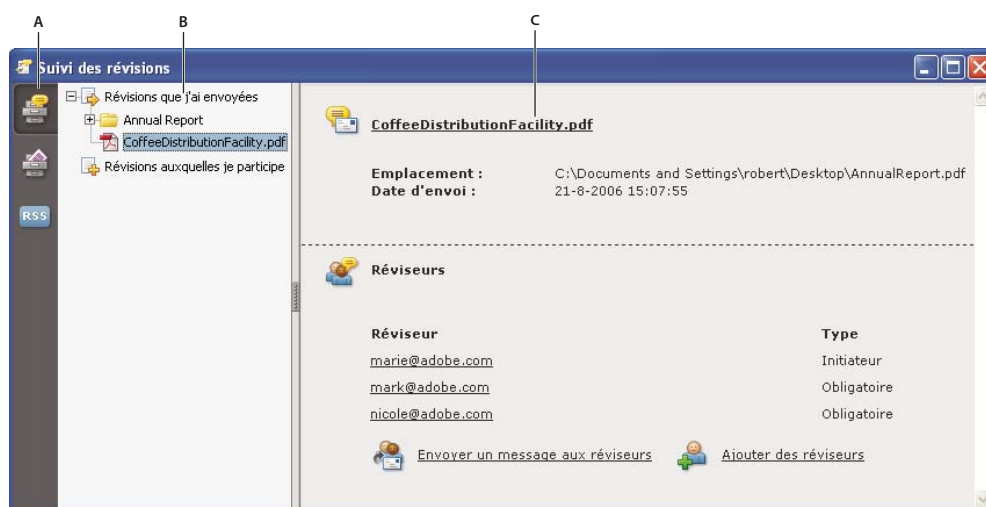 A B C
Suivi des révisions
Révisions que j'ai envoyées
Annual Report
CoffeeDistributionFacility.pdf
Révisions auxquelles je participe
RSS
CoffeeDistributionFacility.pdf
Emplacement : C:\Documents and Settings\robert\Desktop\AnnualReport.pdf
Date d'envoi : 21-8-2006 15:07:55
Réviseurs
Réviseur Type
marie@adobe.com Initiateur
mark@adobe.com Obligatoire
nicole@adobe.com Obligatoire
Envoyer un message aux réviseurs Ajouter des réviseurs